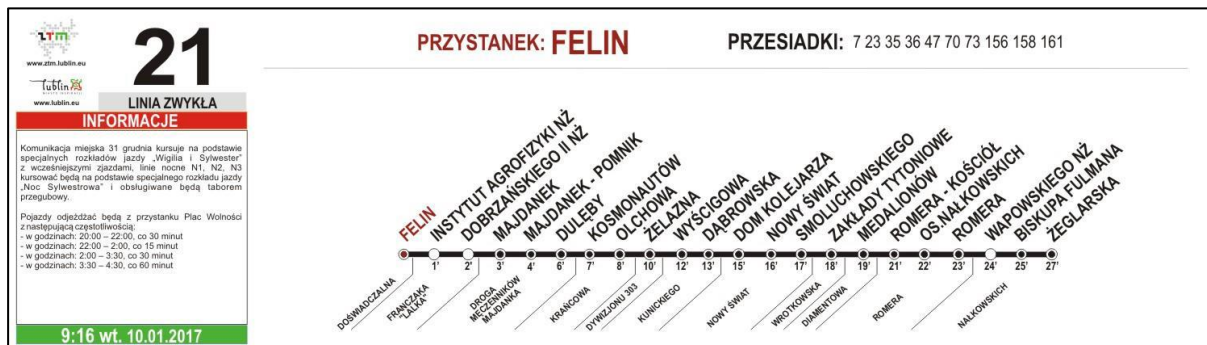 ztm
www.ztm.lublin.eu
lublin
www.lublin.eu
21
LINIA ZWYKŁA
PRZYSTANEK: FELIN
PRZESIADKI: 7 23 35 36 47 70 73 156 158 161
INFORMACJE
Komunikacja miejska 31 grudnia kursuje na podstawie
specjalnych rozkładów jazdy „Wigilia i Sylwester"
z wcześniejszymi zjazdami, linie nocne N1, N2, N3
kursować będą na podstawie specjalnego rozkładu jazdy
„Noc Sylwestrowa" i obsługiwane będą taborem
przegubowy.
Pojazdy odjeżdżać będą z przystanku Plac Wolności
z następującą częstotliwością:
- w godzinach: 20:00 – 22:00, co 30 minut
- w godzinach: 22:00 – 2:00, co 15 minut
- w godzinach: 2:00 – 3:30, co 30 minut
- w godzinach: 3:30 – 4:30, co 60 minut
9:16 wt. 10.01.2017
FELIN
INSTYTUT AGROFIZYKI NŻ
DOBRZAŃSKIEGO II NŻ
MAJDANEK
MAJDANEK - POMNIK
DULĘBY
KOSMONAUTÓW
OLCHOWA
ŻELAZNA
WYŚCIGOWA
DĄBROWSKA
DOM KOLEJARZA
NOWY ŚWIAT
SMOLUCHOWSKIEGO
ZAKŁADY TYTONIOWE
MEDALIONÓW
ROMERA - KOŚCIÓŁ
OS.NAŁKOWSKICH
ROMERA
WAPOWSKIEGO NŻ
BISKUPA FULMANA
ŻEGLARSKA
1' 2' 3' 4' 6' 7' 8' 10' 12' 13' 15' 16' 17' 18' 19' 21' 22' 23' 24' 25' 27'
DOŚWIADCZALNA
FRANCZAKA
"LALKA"
DROGA
MĘCZENNIKÓW
MAJDANKA
KRAŃCOWA
DYWIZJONU 303
KUNICKIEGO
NOWY ŚWIAT
WROTKOWSKA
DIAMENTOWA
ROMERA
NAŁKOWSKICH